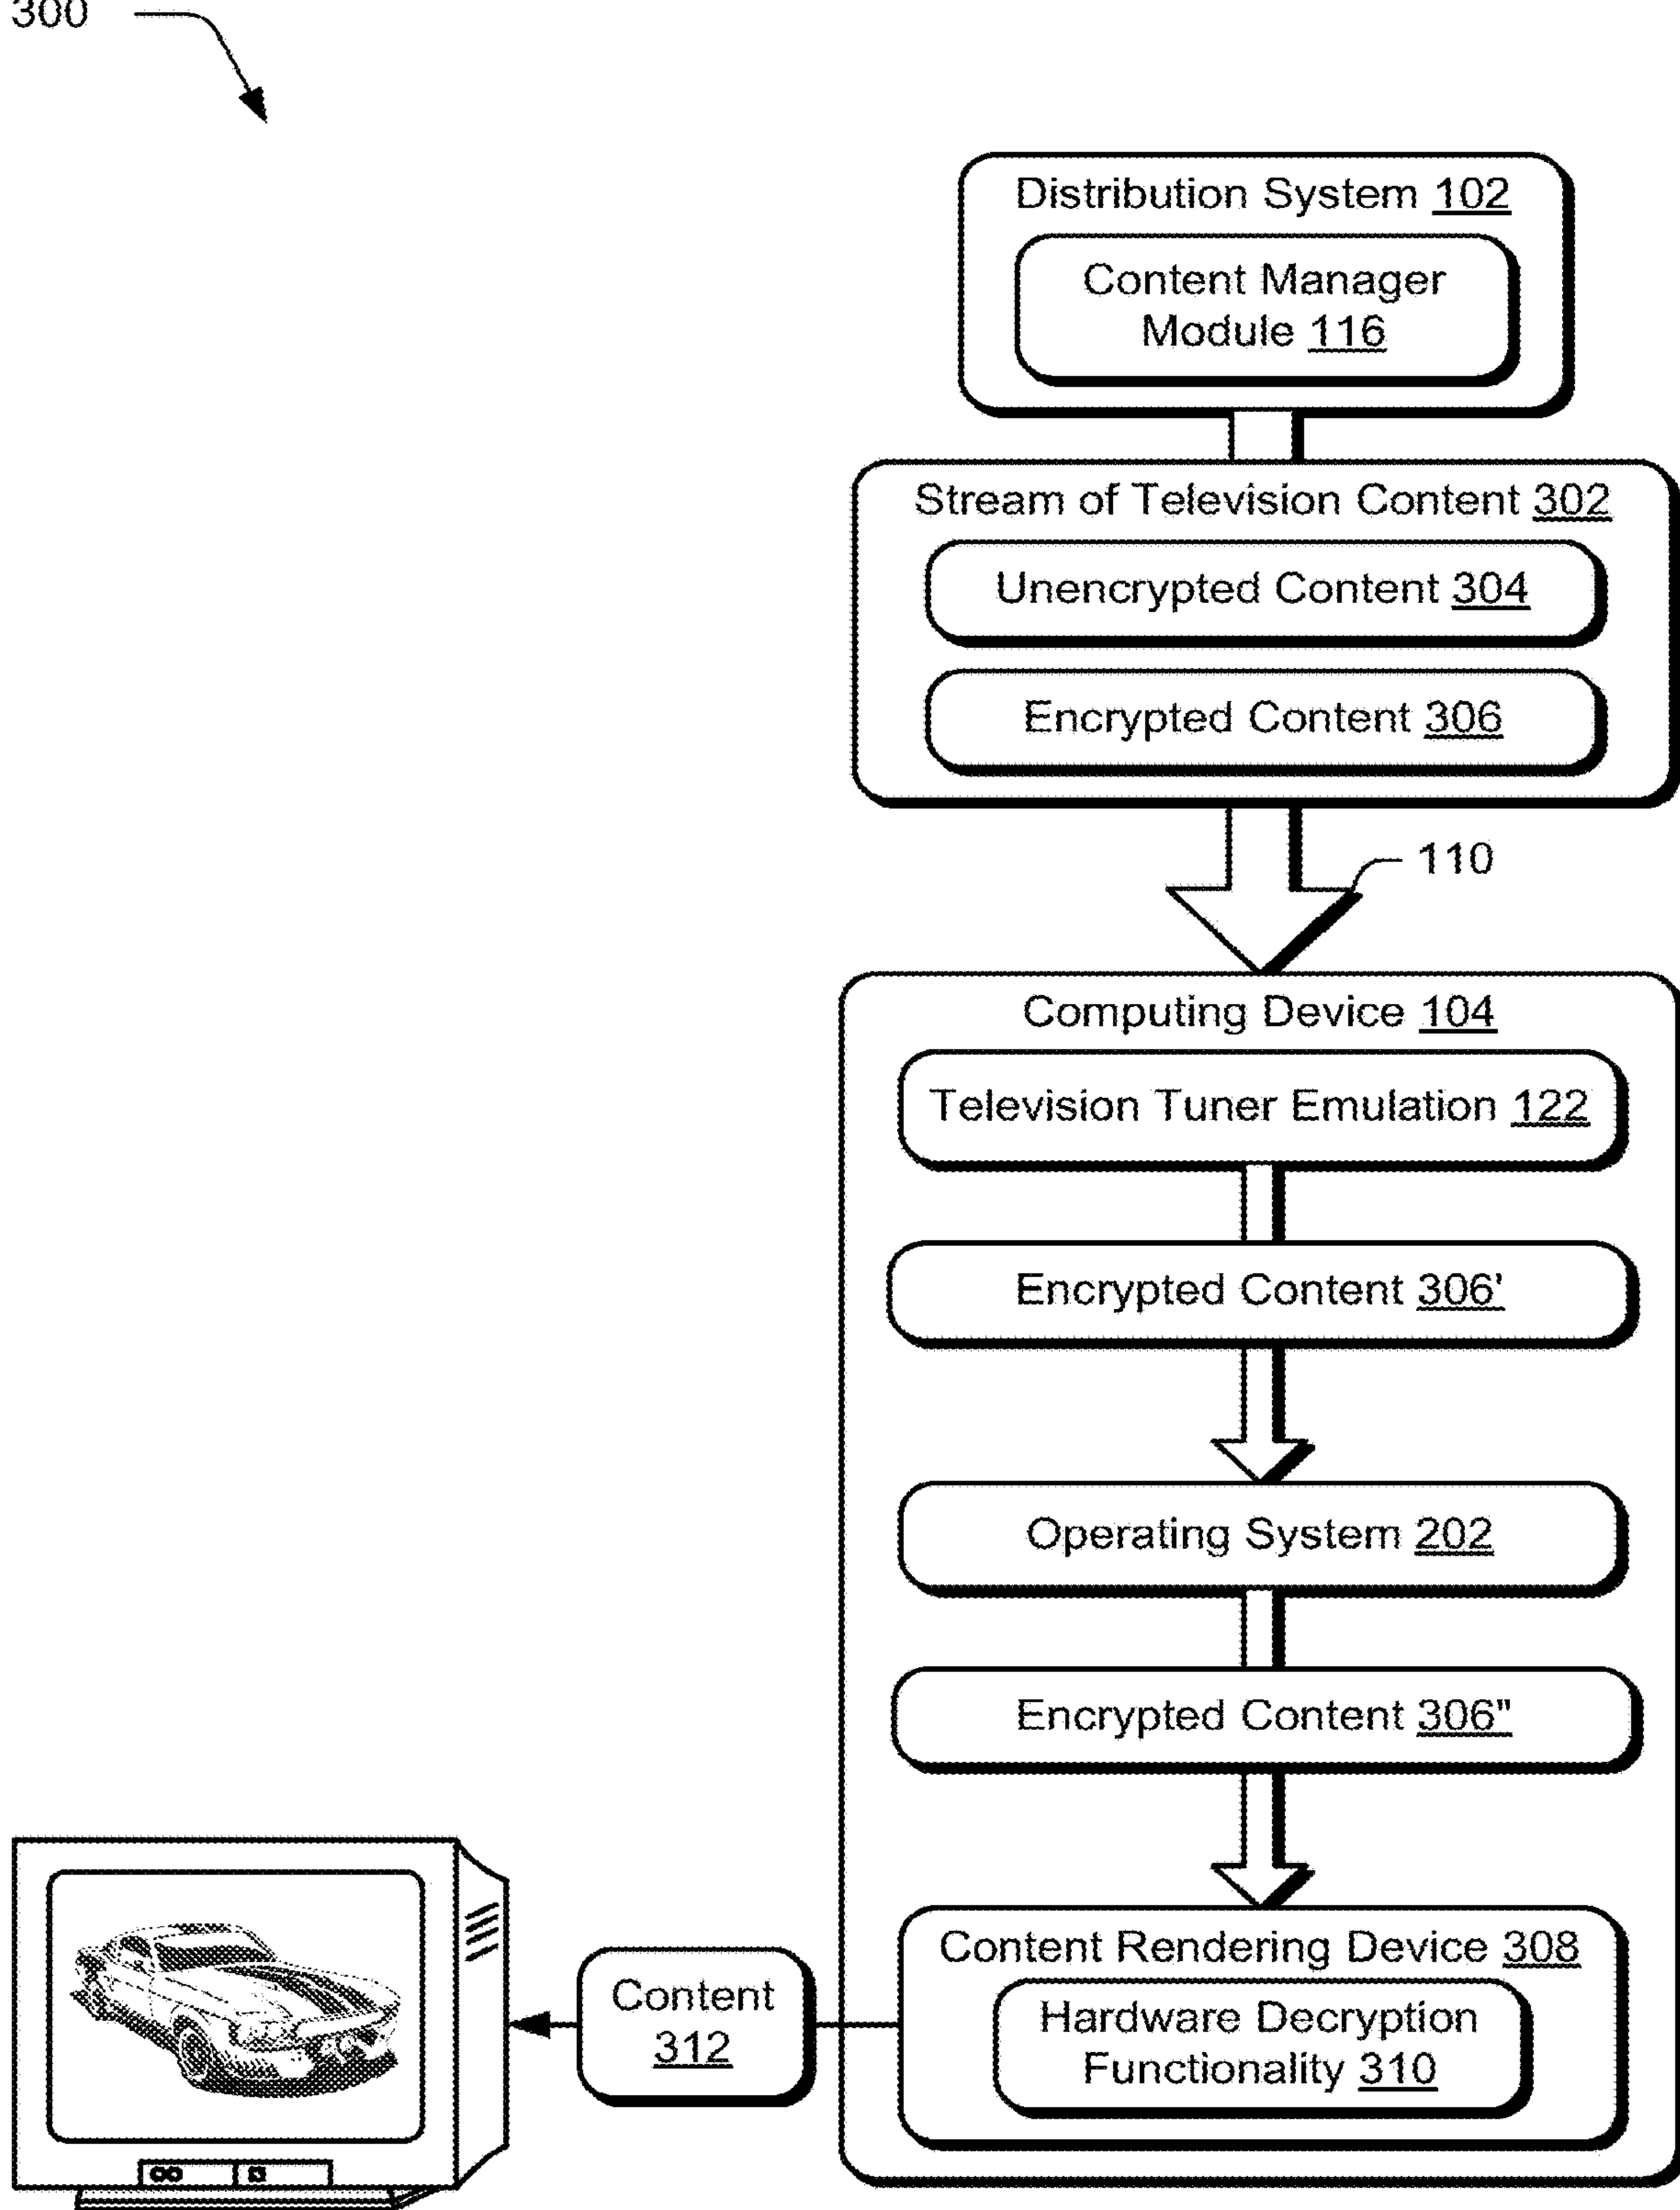 300
Distribution System 102
Content Manager
Module 116
Stream of Television Content 302
Unencrypted Content 304
Encrypted Content 306
110
Computing Device 104
Television Tuner Emulation 122
Encrypted Content 306'
Operating System 202
Encrypted Content 306"
Content Rendering Device 308
Hardware Decryption
Functionality 310
Content
312